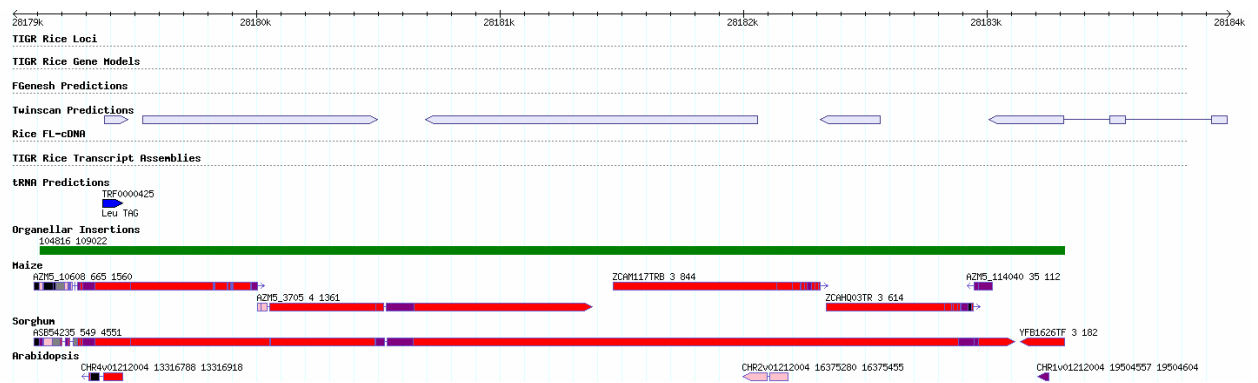 28179k 28180k 28181k 28182k 28183k 28184k
TIGR Rice Loci
TIGR Rice Gene Models
FGenesh Predictions
Twinscan Predictions
Rice FL-cDNA
TIGR Rice Transcript Assemblies
tRNA Predictions
TRF0000425
Leu TAG
Organellar Insertions
104816 109022
Maize
AZM5_10608 665 1560 ZCAM117TRB 3 844 AZM5_114040 35 112
AZM5_3705 4 1361 ZCAHQ03TR 3 614
Sorghum
ASB54235 549 4551 YFB1626TF 3 182
Arabidopsis
CHR4v01212004 13316788 13316918 CHR2v01212004 16375280 16375455 CHR1v01212004 19504557 19504604